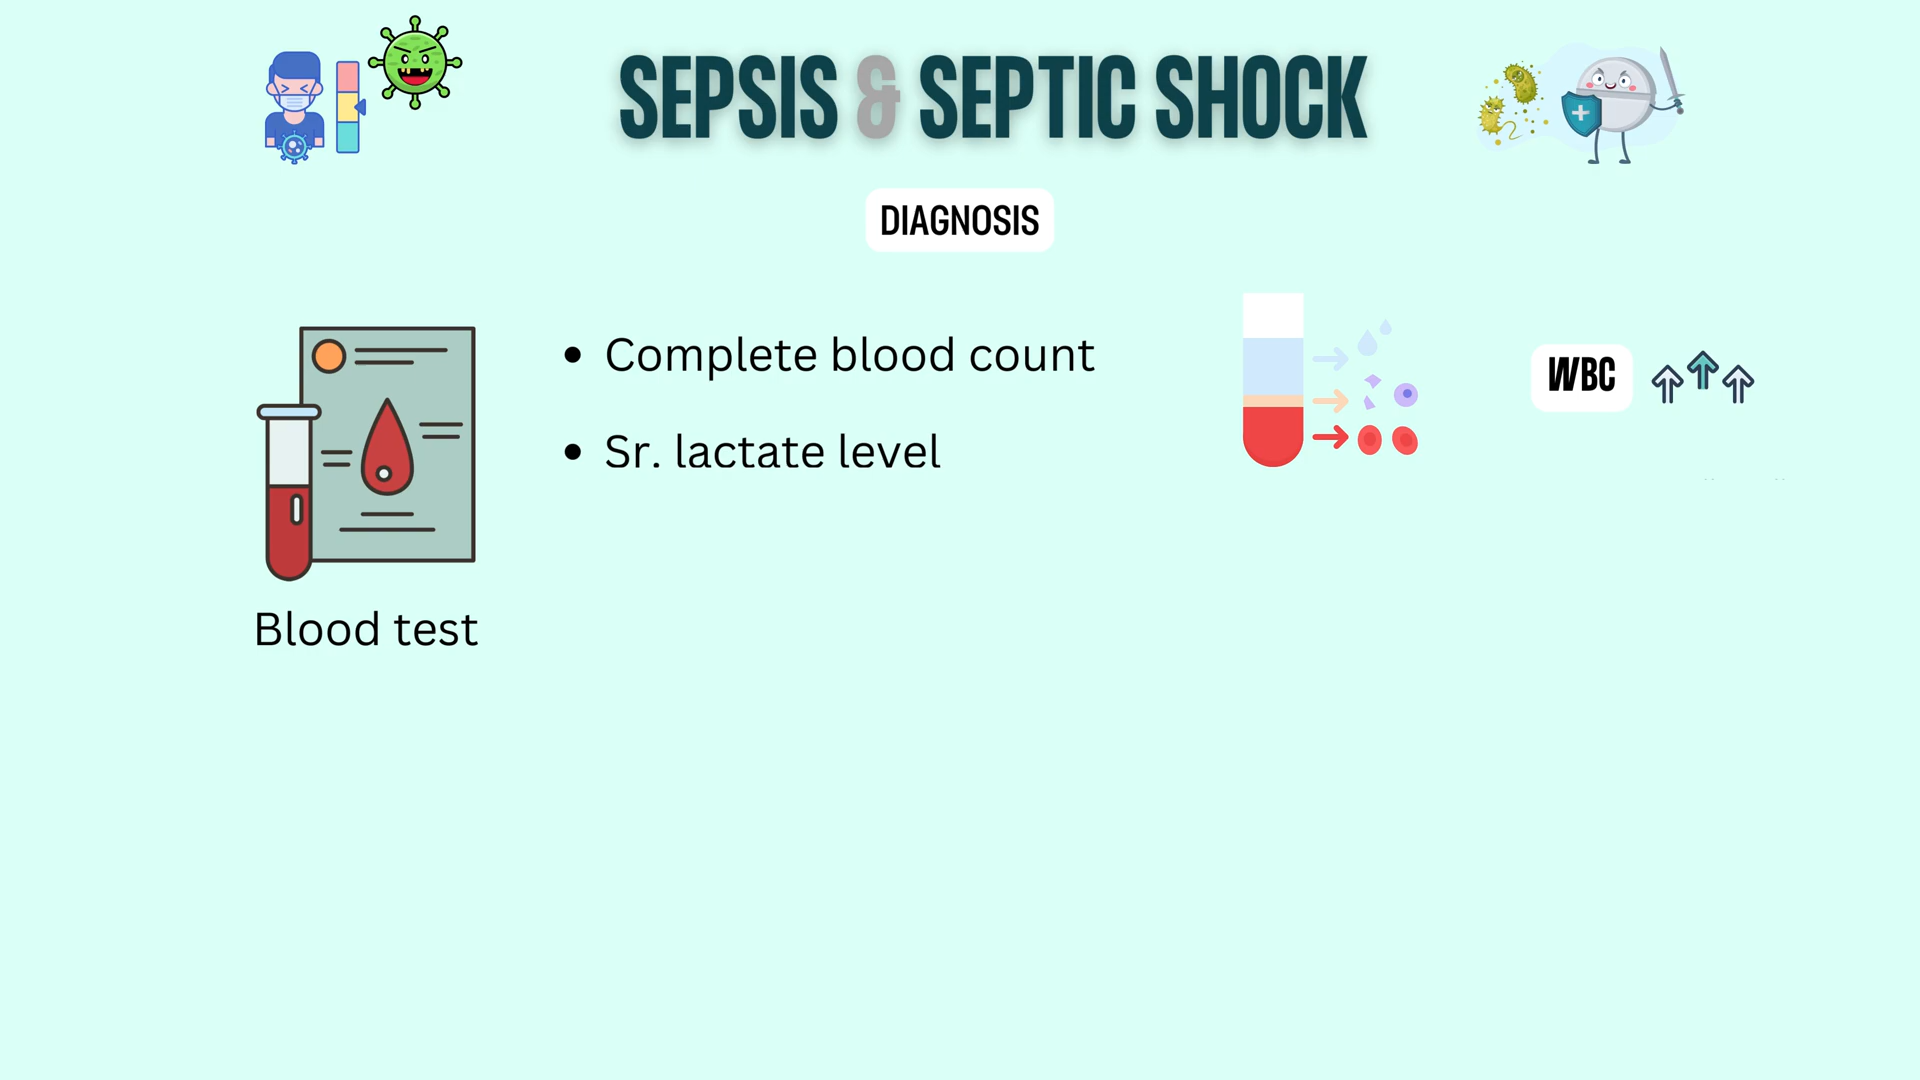 SEPSIS & SEPTIC SHOCK
DIAGNOSIS
• Complete blood count
• Sr. lactate level
WBC
Blood test